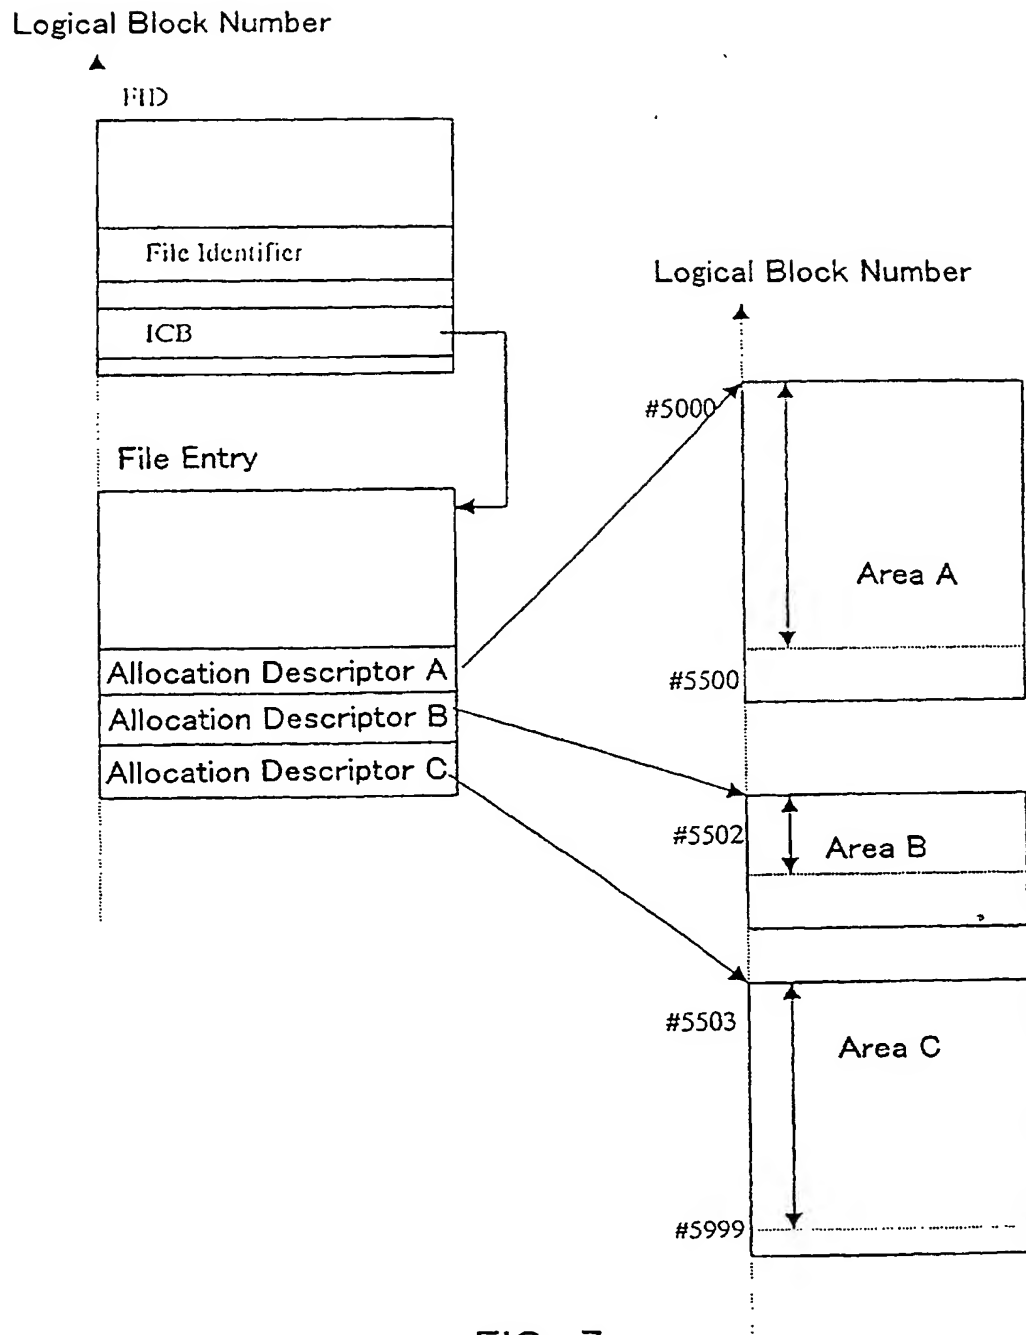 Logical Block Number
FID
File Identifier
ICB
File Entry
Allocation Descriptor A
Allocation Descriptor B
Allocation Descriptor C
Logical Block Number
#5000
Area A
#5500
#5502
Area B
#5503
Area C
#5999